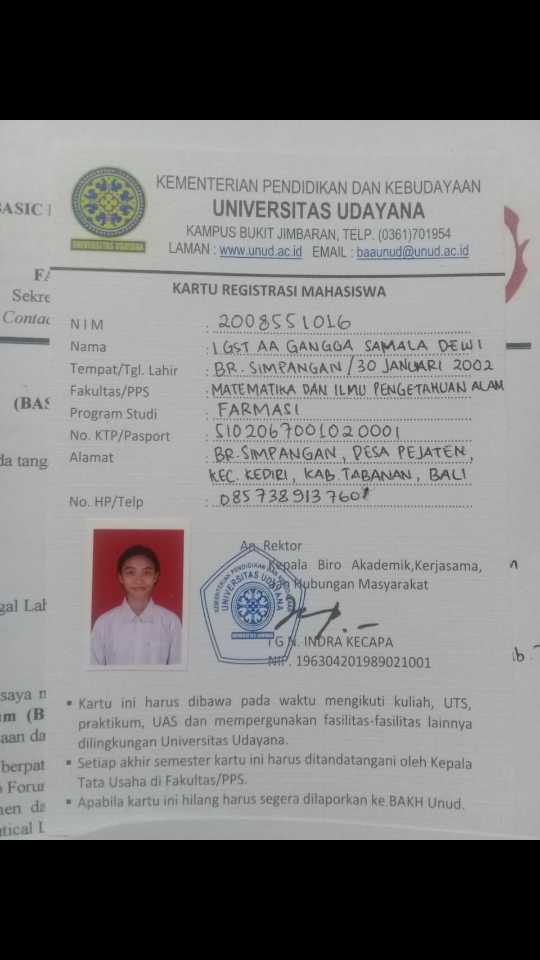 KEMENTERIAN PENDIDIKAN DAN KEBUDAYAAN
UNIVERSITAS UDAYANA
KAMPUS BUKIT JIMBARAN, TELP. (0361)701954
LAMAN : www.unud.ac.id EMAIL : baaunud@unud.ac.id
UNIVERSITAS UDAYANA
KARTU REGISTRASI MAHASISWA
NIM : 2008551016
Nama : I GST AA GANGGA SAMALA DEWI
Tempat/Tgl. Lahir : BR. SIMPANGAN / 30 JANUARI 2002
Fakultas/PPS : MATEMATIKA DAN ILMU PENGETAHUAN ALAM
Program Studi : FARMASI
No. KTP/Pasport : 5102067001020001
Alamat : BR. SIMPANGAN, DESA PEJATEN,
KEC. KEDIRI, KAB. TABANAN, BALI
No. HP/Telp : 085738913760
An. Rektor
Kepala Biro Akademik,Kerjasama,
dan Hubungan Masyarakat
KEMENTERIAN PENDIDIKAN DAN
UNIVERSITAS UDAYANA
I G N. INDRA KECAPA
NIP. 196304201989021001
• Kartu ini harus dibawa pada waktu mengikuti kuliah, UTS,
praktikum, UAS dan mempergunakan fasilitas-fasilitas lainnya
dilingkungan Universitas Udayana.
• Setiap akhir semester kartu ini harus ditandatangani oleh Kepala
Tata Usaha di Fakultas/PPS.
• Apabila kartu ini hilang harus segera dilaporkan ke BAKH Unud.
BASIC
Sekre
Contac
(BAS
da tang
gal Lah
saya
(B
aan da
berpat
Forum
men da
tical